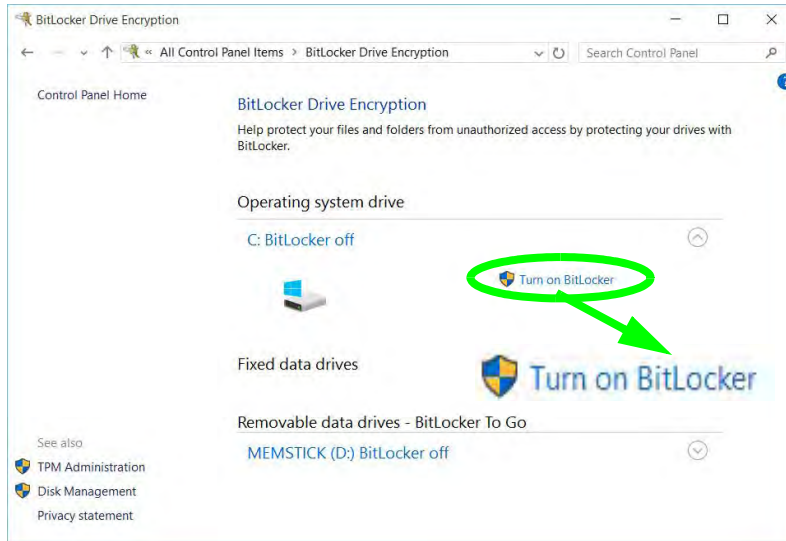 BitLocker Drive Encryption
« All Control Panel Items > BitLocker Drive Encryption
Search Control Panel
Control Panel Home
BitLocker Drive Encryption
Help protect your files and folders from unauthorized access by protecting your drives with
BitLocker.
Operating system drive
C: BitLocker off
Turn on BitLocker
Fixed data drives
Turn on BitLocker
Removable data drives - BitLocker To Go
MEMSTICK (D:) BitLocker off
See also
TPM Administration
Disk Management
Privacy statement